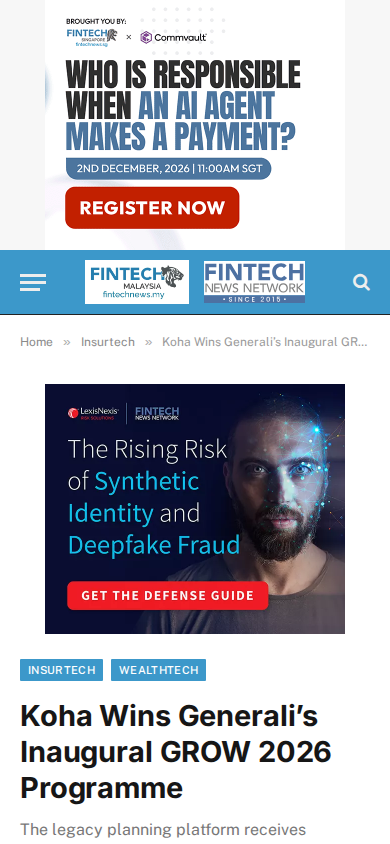 BROUGHT YOU BY:
FINTECH SINGAPORE fintechnews.sg × Commvault
WHO IS RESPONSIBLE
WHEN AN AI AGENT
MAKES A PAYMENT?
2ND DECEMBER, 2026 | 11:00AM SGT
REGISTER NOW
FINTECH
MALAYSIA
fintechnews.my
FINTECH
NEWS NETWORK
• SINCE 2015 •
Home » Insurtech » Koha Wins Generali’s Inaugural GR...
LexisNexis RISK SOLUTIONS | FINTECH NEWS NETWORK
The Rising Risk
of Synthetic
Identity and
Deepfake Fraud
GET THE DEFENSE GUIDE
INSURTECH WEALTHTECH
Koha Wins Generali’s
Inaugural GROW 2026
Programme
The legacy planning platform receives